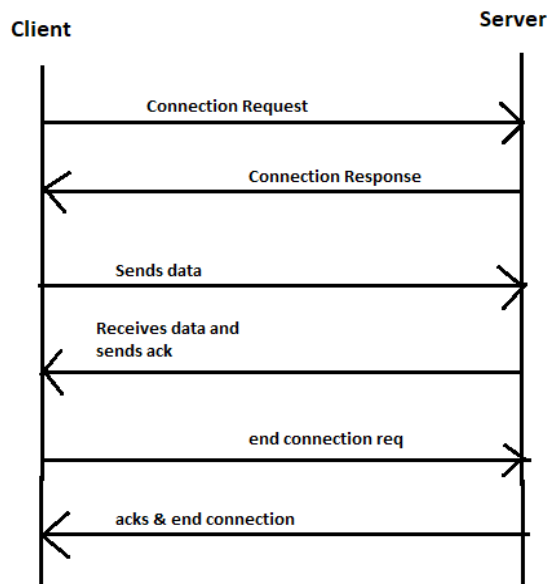 Client
Server
Connection Request
Connection Response
Sends data
Receives data and
sends ack
end connection req
acks & end connection